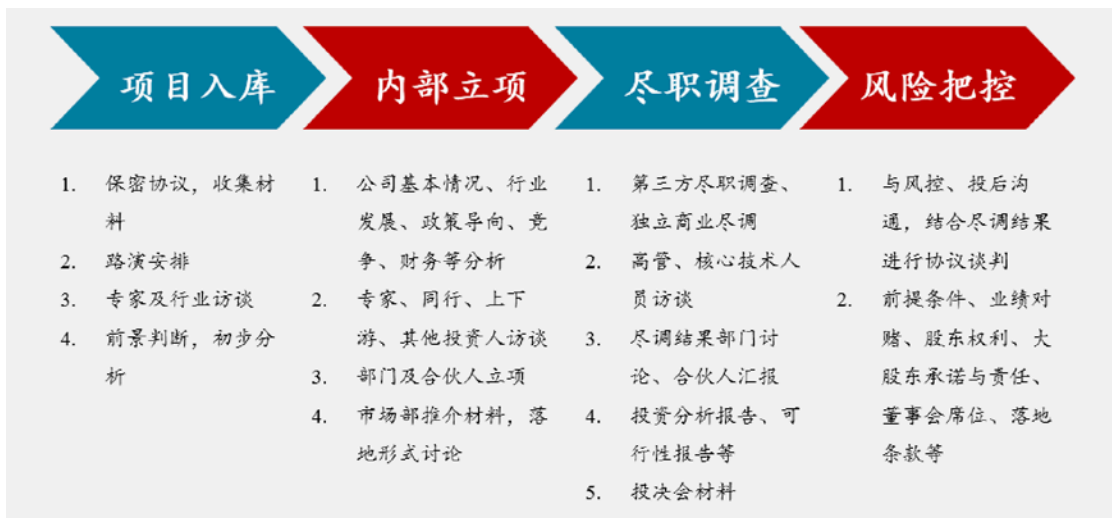 项目入库
内部立项
尽职调查
风险把控
1. 保密协议，收集材
料
2. 路演安排
3. 专家及行业访谈
4. 前景判断，初步分
析
1. 公司基本情况、行业
发展、政策导向、竞
争、财务等分析
2. 专家、同行、上下
游、其他投资人访谈
3. 部门及合伙人立项
4. 市场部推介材料，落
地形式讨论
1. 第三方尽职调查、
独立商业尽调
2. 高管、核心技术人
员访谈
3. 尽调结果部门讨
论、合伙人汇报
4. 投资分析报告、可
行性报告等
5. 投决会材料
1. 与风控、投后沟
通，结合尽调结果
进行协议谈判
2. 前提条件、业绩对
赌、股东权利、大
股东承诺与责任、
董事会席位、落地
条款等